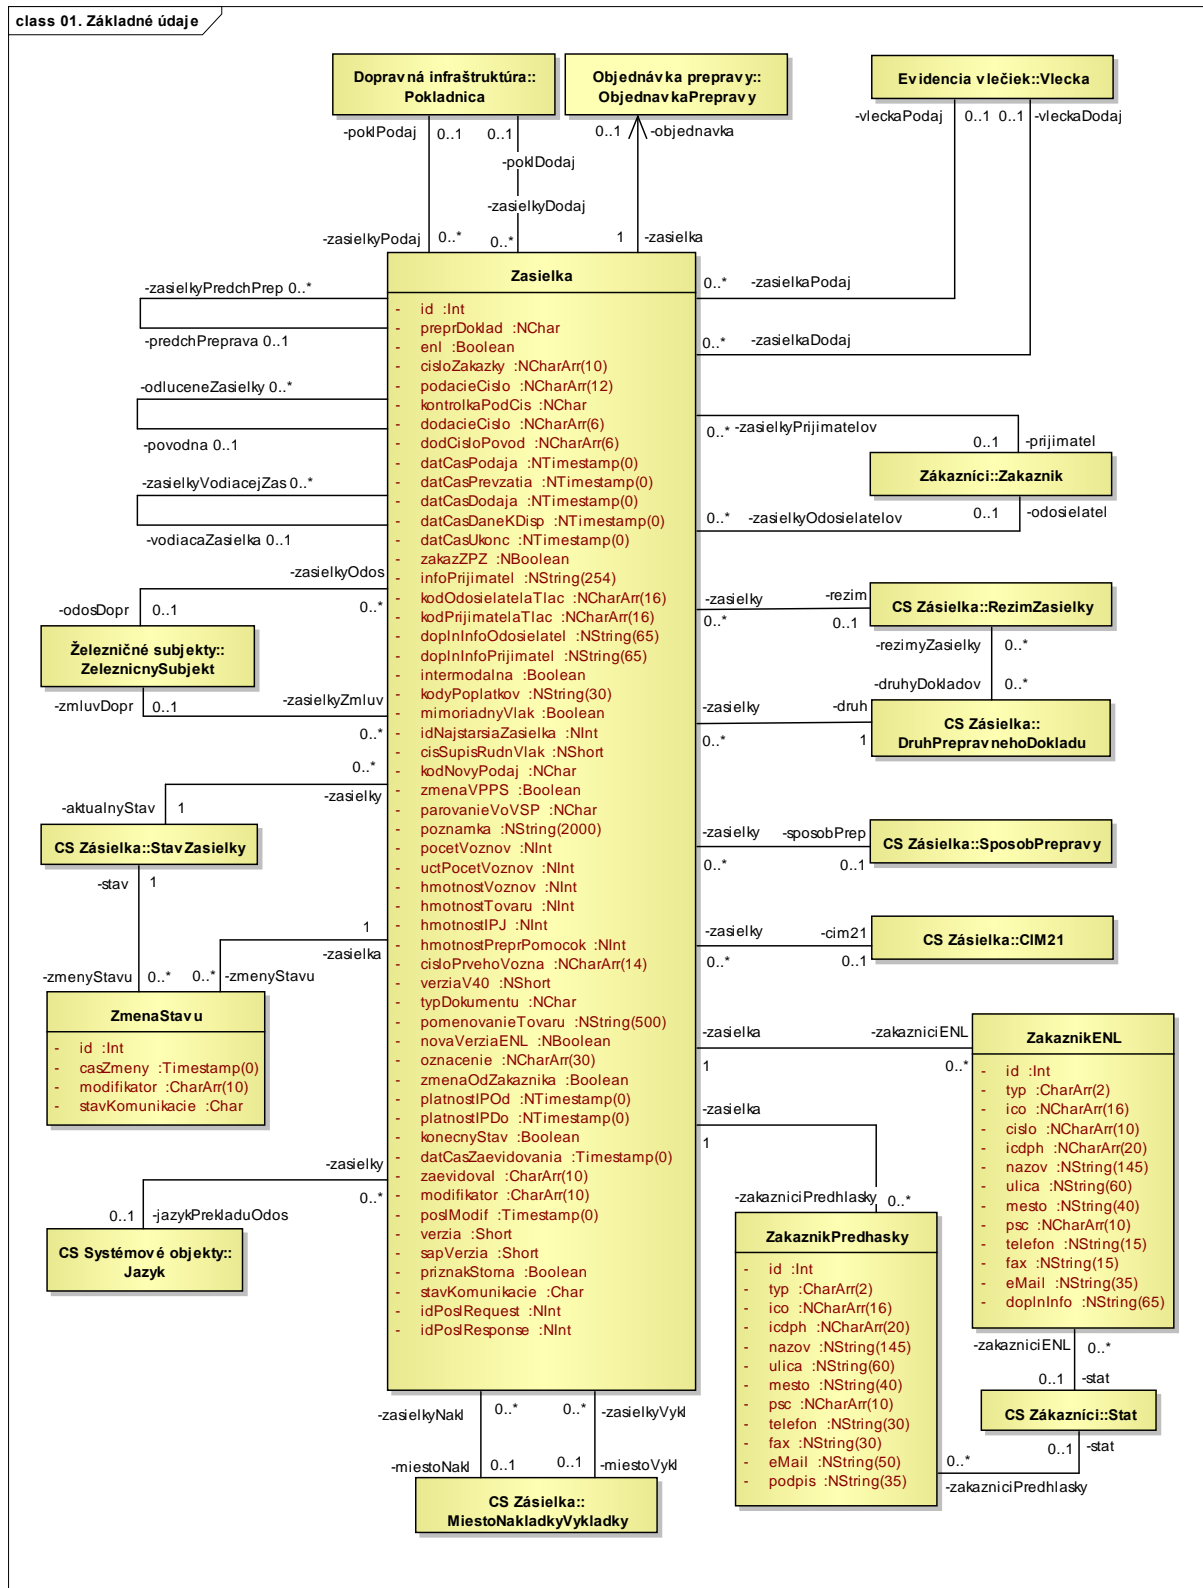 class 01. Základné údaje
Dopravná infraštruktúra::
Pokladnica
Objednávka prepravy::
ObjednavkaPrepravy
Evidencia vlečiek::Vlecka
-poklPodaj
0..1
0..1
-poklDodaj
-zasielkyDodaj
-zasielkyPodaj
0..*
0..*
0..1
-objednavka
1
-zasielka
-vleckaPodaj
0..1
0..1
-vleckaDodaj
0..*
-zasielkaPodaj
0..*
-zasielkaDodaj
Zasielka
- id :Int
- preprDoklad :NChar
- enl :Boolean
- cisloZakazky :NCharArr(10)
- podacieCislo :NCharArr(12)
- kontrolkaPodCis :NChar
- dodacieCislo :NCharArr(6)
- dodCisloPovod :NCharArr(6)
- datCasPodaja :NTimestamp(0)
- datCasPrevzatia :NTimestamp(0)
- datCasDodaja :NTimestamp(0)
- datCasDaneKDisp :NTimestamp(0)
- datCasUkonc :NTimestamp(0)
- zakazZPZ :NBoolean
- infoPrijimatel :NString(254)
- kodOdosielatelaTlac :NCharArr(16)
- kodPrijimatelaTlac :NCharArr(16)
- doplnInfoOdosielatel :NString(65)
- doplnInfoPrijimatel :NString(65)
- intermodalna :Boolean
- kodyPoplatkov :NString(30)
- mimoriadnyVlak :Boolean
- idNajstarsiaZasielka :NInt
- cisSupisRudnVlak :NShort
- kodNovyPodaj :NChar
- zmenaVPPS :Boolean
- parovanieVoVSP :NChar
- poznamka :NString(2000)
- pocetVoznov :NInt
- uctPocetVoznov :NInt
- hmotnostVoznov :NInt
- hmotnostTovaru :NInt
- hmotnostIPJ :NInt
- hmotnostPreprPomocok :NInt
- cisloPrvehoVozna :NCharArr(14)
- verziaV40 :NShort
- typDokumentu :NChar
- pomenovanieTovaru :NString(500)
- novaVerziaENL :NBoolean
- oznacenie :NCharArr(30)
- zmenaOdZakaznika :Boolean
- platnostIPOd :NTimestamp(0)
- platnostIPDo :NTimestamp(0)
- konecnyStav :Boolean
- datCasZaevidovania :Timestamp(0)
- zaevidoval :CharArr(10)
- modifikator :CharArr(10)
- poslModif :Timestamp(0)
- verzia :Short
- sapVerzia :Short
- priznakStorna :Boolean
- stavKomunikacie :Char
- idPoslRequest :NInt
- idPoslResponse :NInt
-zasielkyPredchPrep 0..*
-predchPreprava 0..1
-odluceneZasielky 0..*
-povodna 0..1
-zasielkyVodiacejZas 0..*
-vodiacaZasielka 0..1
-zasielkyOdos
0..*
-odosDopr
0..1
Železničné subjekty::
ZeleznicnySubjekt
-zmluvDopr
0..1
-zasielkyZmluv
0..*
0..*
-zasielky
-aktualnyStav
1
CS Zásielka::StavZasielky
-stav
1
1
-zasielka
-zmenyStavu
0..*
0..*
-zmenyStavu
ZmenaStavu
- id :Int
- casZmeny :Timestamp(0)
- modifikator :CharArr(10)
- stavKomunikacie :Char
-zasielky
0..*
0..1
-jazykPrekladuOdos
CS Systémové objekty::
Jazyk
0..*
-zasielkyPrijimatelov
0..1
-prijimatel
Zákazníci::Zakaznik
0..*
-zasielkyOdosielatelov
0..1
-odosielatel
-zasielky
0..*
-rezim
0..1
CS Zásielka::RezimZasielky
-rezimyZasielky
0..*
-druhyDokladov
0..*
-zasielky
0..*
-druh
1
CS Zásielka::
DruhPrepravnehoDokladu
-zasielky
0..*
-sposobPrep
0..1
CS Zásielka::SposobPrepravy
-zasielky
0..*
-cim21
0..1
CS Zásielka::CIM21
-zasielka
1
-zakazniciENL
0..*
ZakaznikENL
- id :Int
- typ :CharArr(2)
- ico :NCharArr(16)
- cislo :NCharArr(10)
- icdph :NCharArr(20)
- nazov :NString(145)
- ulica :NString(60)
- mesto :NString(40)
- psc :NCharArr(10)
- telefon :NString(15)
- fax :NString(15)
- eMail :NString(35)
- doplnInfo :NString(65)
-zasielka
1
-zakazniciPredhlasky
0..*
ZakaznikPredhasky
- id :Int
- typ :CharArr(2)
- ico :NCharArr(16)
- icdph :NCharArr(20)
- nazov :NString(145)
- ulica :NString(60)
- mesto :NString(40)
- psc :NCharArr(10)
- telefon :NString(30)
- fax :NString(30)
- eMail :NString(50)
- podpis :NString(35)
-zakazniciENL
0..*
0..1
-stat
CS Zákazníci::Stat
0..1
-stat
0..*
-zakazniciPredhlasky
-zasielkyNakl
0..*
0..*
-zasielkyVykl
-miestoNakl
0..1
0..1
-miestoVykl
CS Zásielka::
MiestoNakladkyVykladky